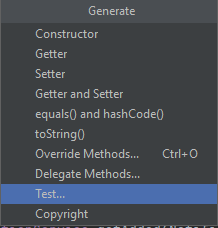 Generate
Constructor
Getter
Setter
Getter and Setter
equals() and hashCode()
toString()
Override Methods... Ctrl+O
Delegate Methods...
Test...
Copyright